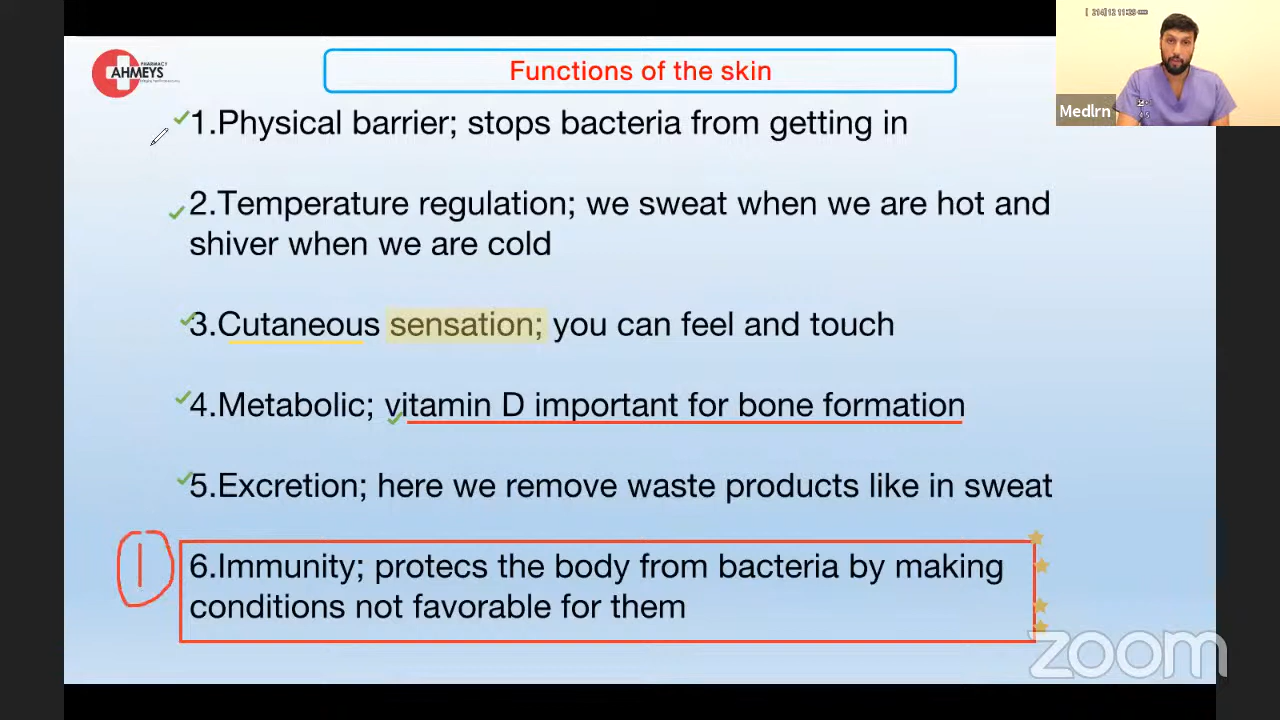 Functions of the skin
PHARMACY
AHMEYS
1.Physical barrier; stops bacteria from getting in
2.Temperature regulation; we sweat when we are hot and
shiver when we are cold
3.Cutaneous sensation; you can feel and touch
4.Metabolic; vitamin D important for bone formation
5.Excretion; here we remove waste products like in sweat
1
6.Immunity; protecs the body from bacteria by making
conditions not favorable for them
Medlrn
zoom